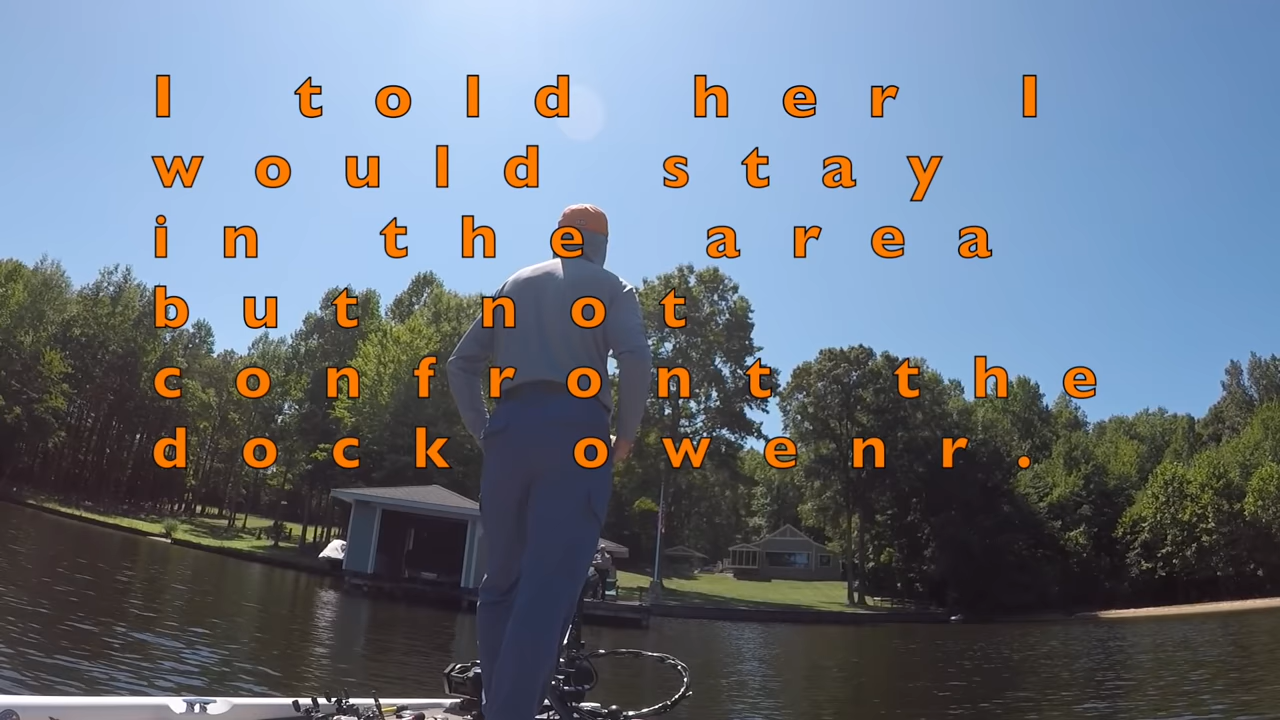 I told her I
would stay
in the area
but not
confront the
dock owenr.